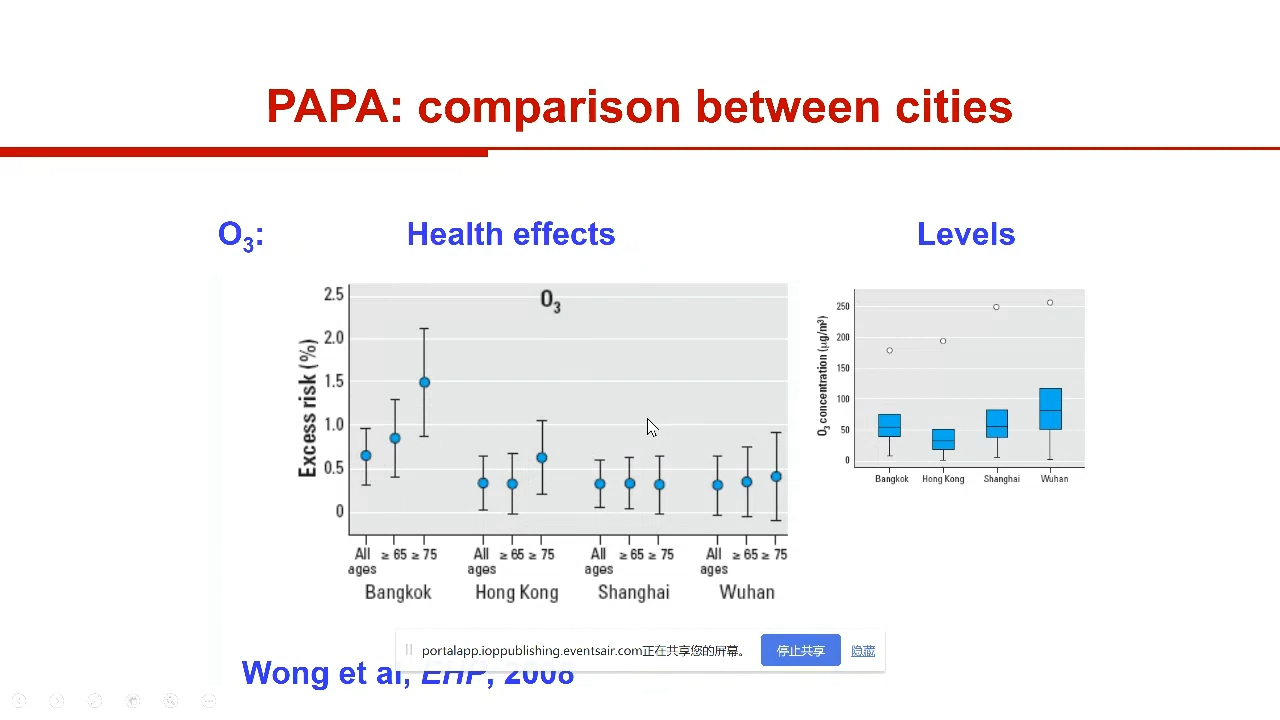 PAPA: comparison between cities
O3: Health effects Levels
O3
Excess risk (%)
2.5
2.0
1.5
1.0
0.5
0
All ages ≥ 65 ≥ 75
All ages ≥ 65 ≥ 75
All ages ≥ 65 ≥ 75
All ages ≥ 65 ≥ 75
Bangkok Hong Kong Shanghai Wuhan
O3 concentration (μg/m3)
250
200
150
100
50
0
Bangkok Hong Kong Shanghai Wuhan
portalapp.ioppublishing.eventsair.com正在共享您的屏幕。 停止共享 隐藏
Wong et al, EHP, 2008